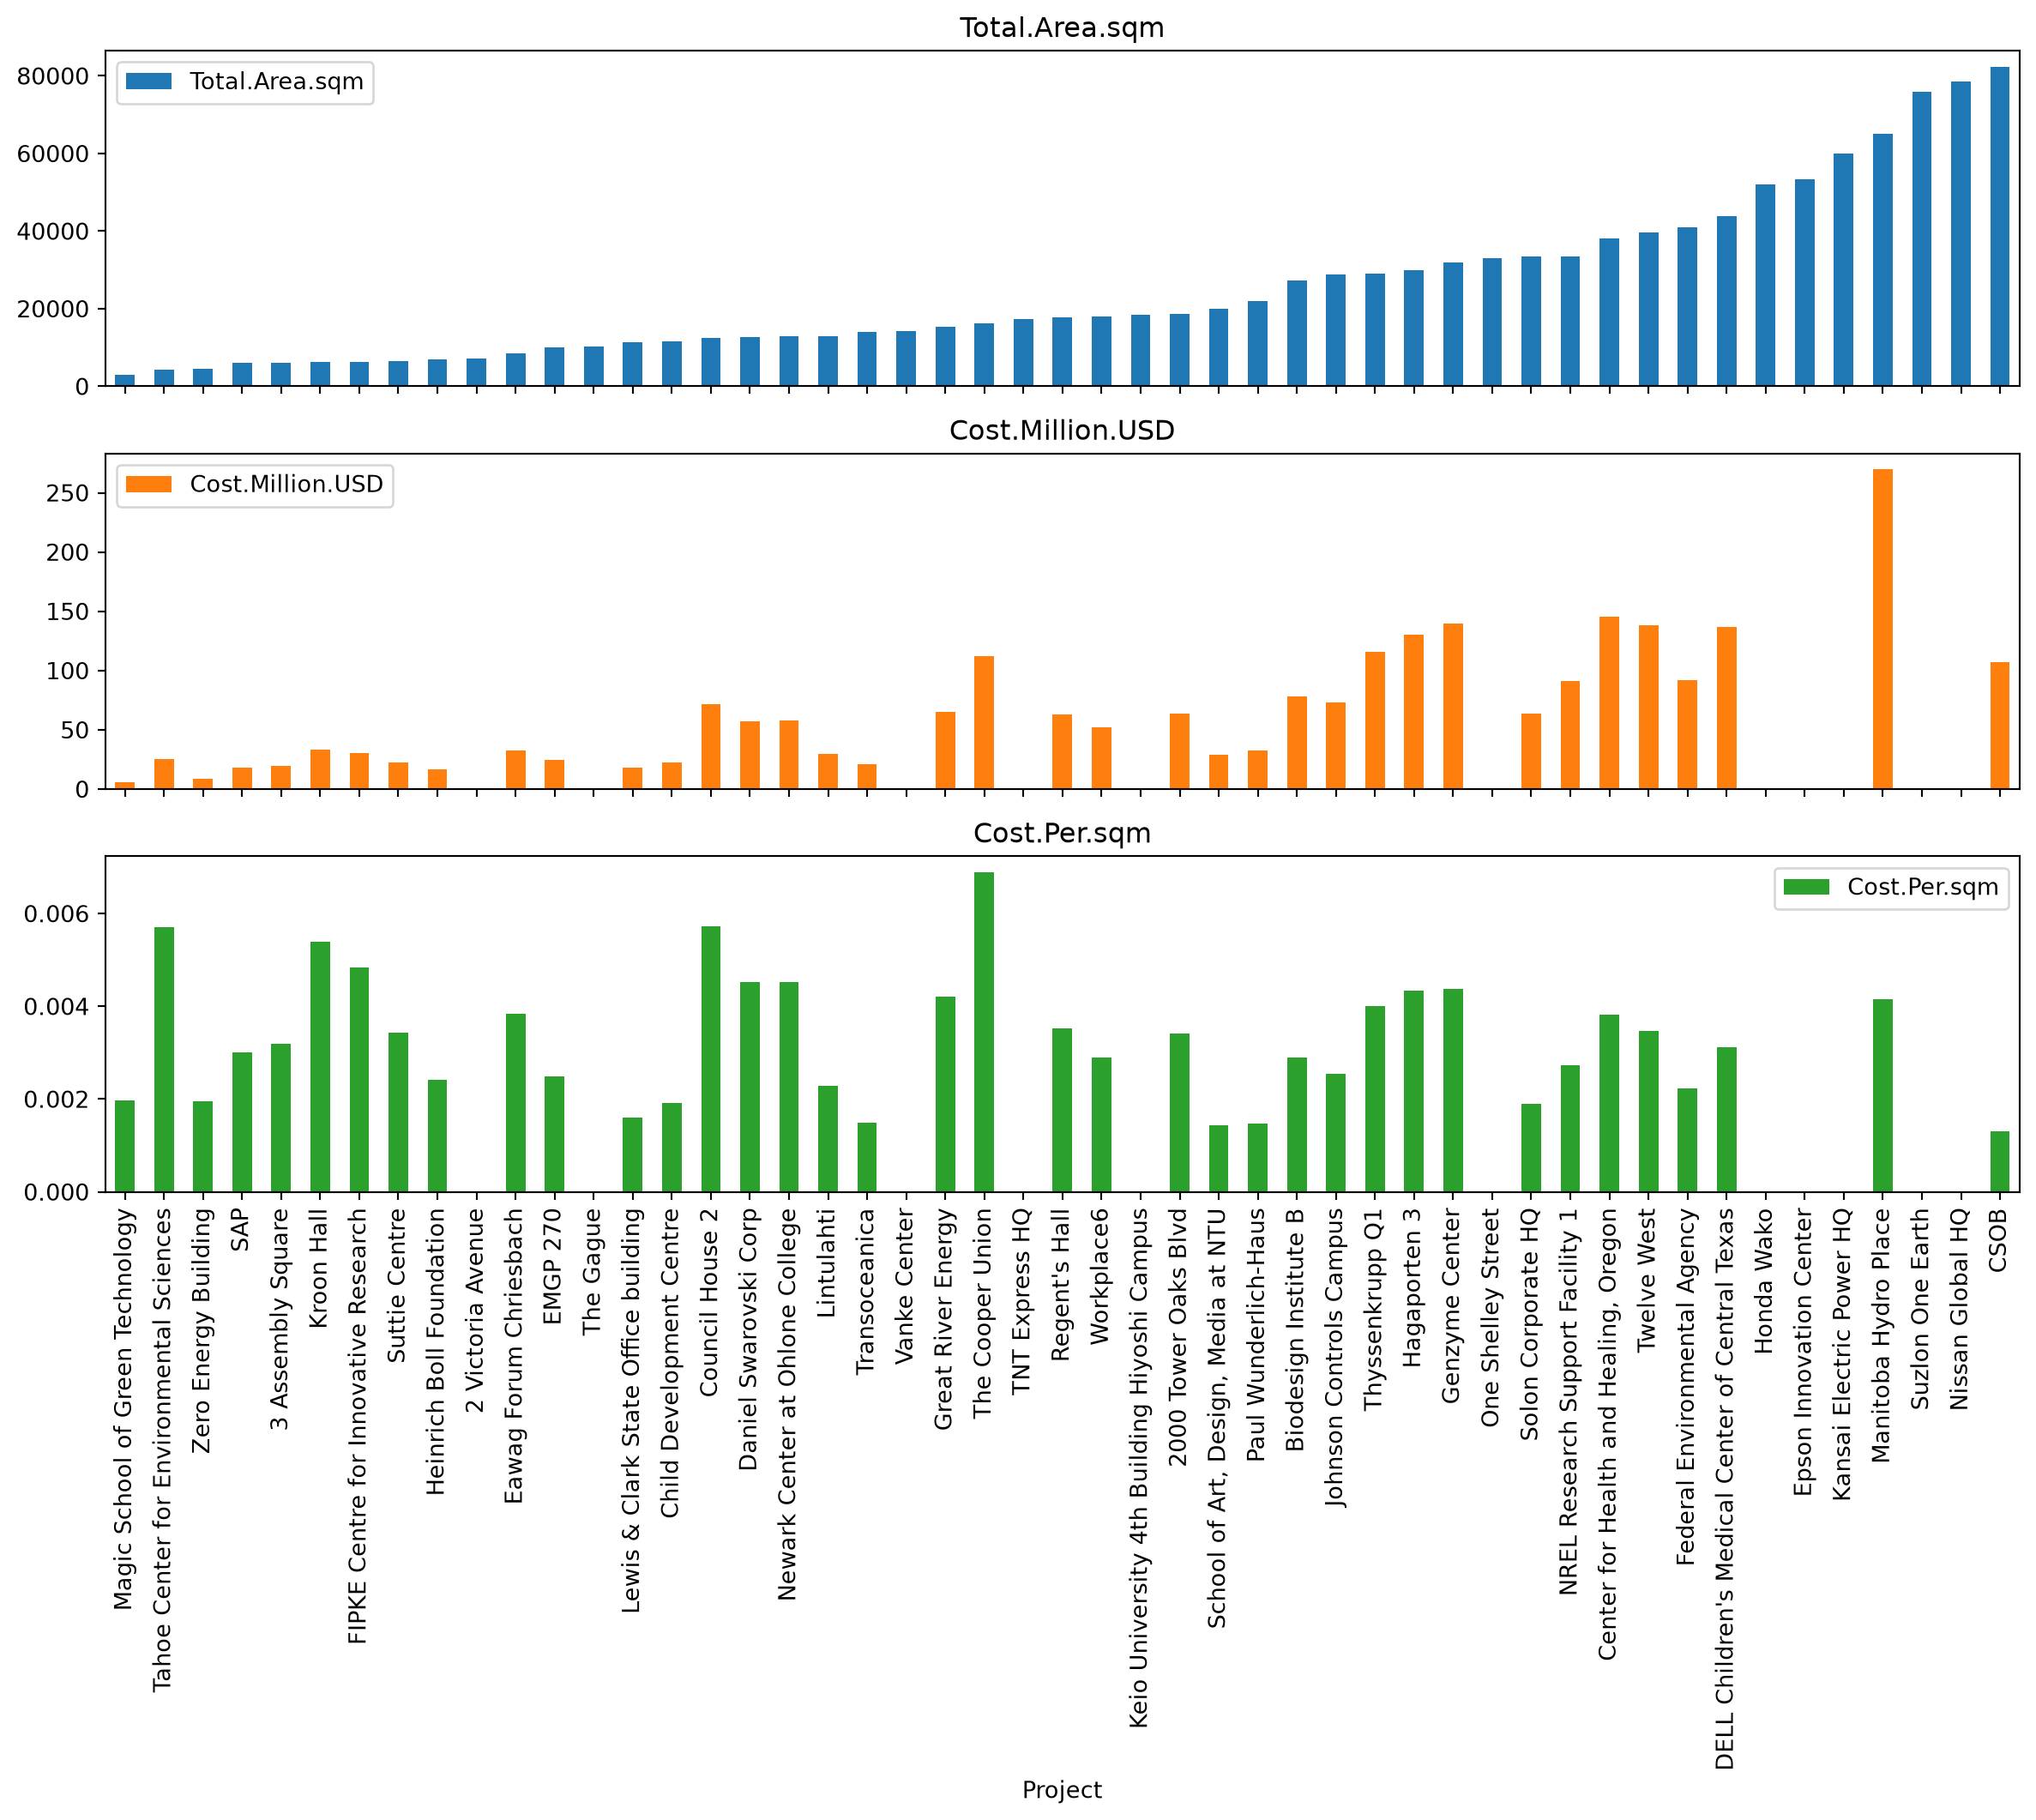 Total.Area.sqm
Total.Area.sqm
80000
60000
40000
20000
0
Cost.Million.USD
Cost.Million.USD
250
200
150
100
50
0
Cost.Per.sqm
Cost.Per.sqm
0.006
0.004
0.002
0.000
Magic School of Green Technology
Tahoe Center for Environmental Sciences
Zero Energy Building
SAP
3 Assembly Square
Kroon Hall
FIPKE Centre for Innovative Research
Suttie Centre
Heinrich Boll Foundation
2 Victoria Avenue
Eawag Forum Chriesbach
EMGP 270
The Gague
Lewis & Clark State Office building
Child Development Centre
Council House 2
Daniel Swarovski Corp
Newark Center at Ohlone College
Lintulahti
Transoceanica
Vanke Center
Great River Energy
The Cooper Union
TNT Express HQ
Regent's Hall
Workplace6
Keio University 4th Building Hiyoshi Campus
2000 Tower Oaks Blvd
School of Art, Design, Media at NTU
Paul Wunderlich-Haus
Biodesign Institute B
Johnson Controls Campus
Thyssenkrupp Q1
Hagaporten 3
Genzyme Center
One Shelley Street
Solon Corporate HQ
NREL Research Support Facility 1
Center for Health and Healing, Oregon
Twelve West
Federal Environmental Agency
DELL Children's Medical Center of Central Texas
Honda Wako
Epson Innovation Center
Kansai Electric Power HQ
Manitoba Hydro Place
Suzlon One Earth
Nissan Global HQ
CSOB
Project